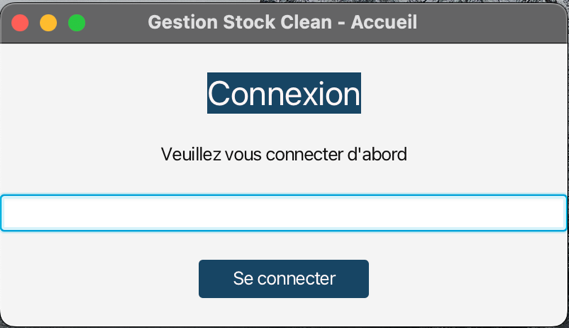 Gestion Stock Clean - Accueil
Connexion
Veuillez vous connecter d'abord
Se connecter